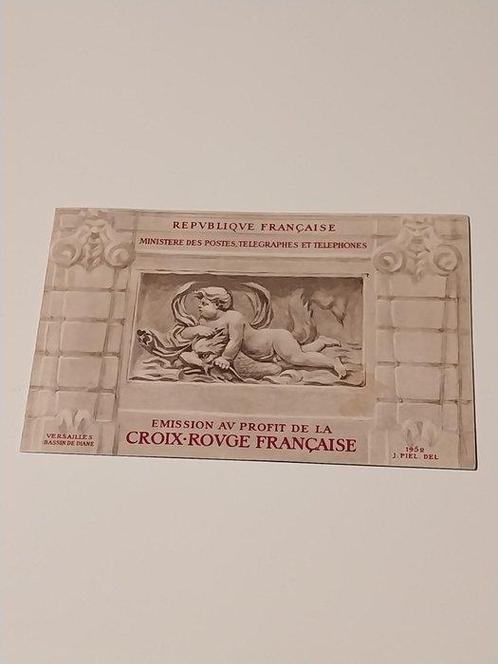 REPVBLIQVE FRANÇAISE
MINISTERE DES POSTES, TELEGRAPHES ET TELEPHONES
EMISSION AV PROFIT DE LA
CROIX-ROVGE FRANÇAISE
VERSAILLES
BASSIN DE DIANE
1952
J. PIEL. DEL